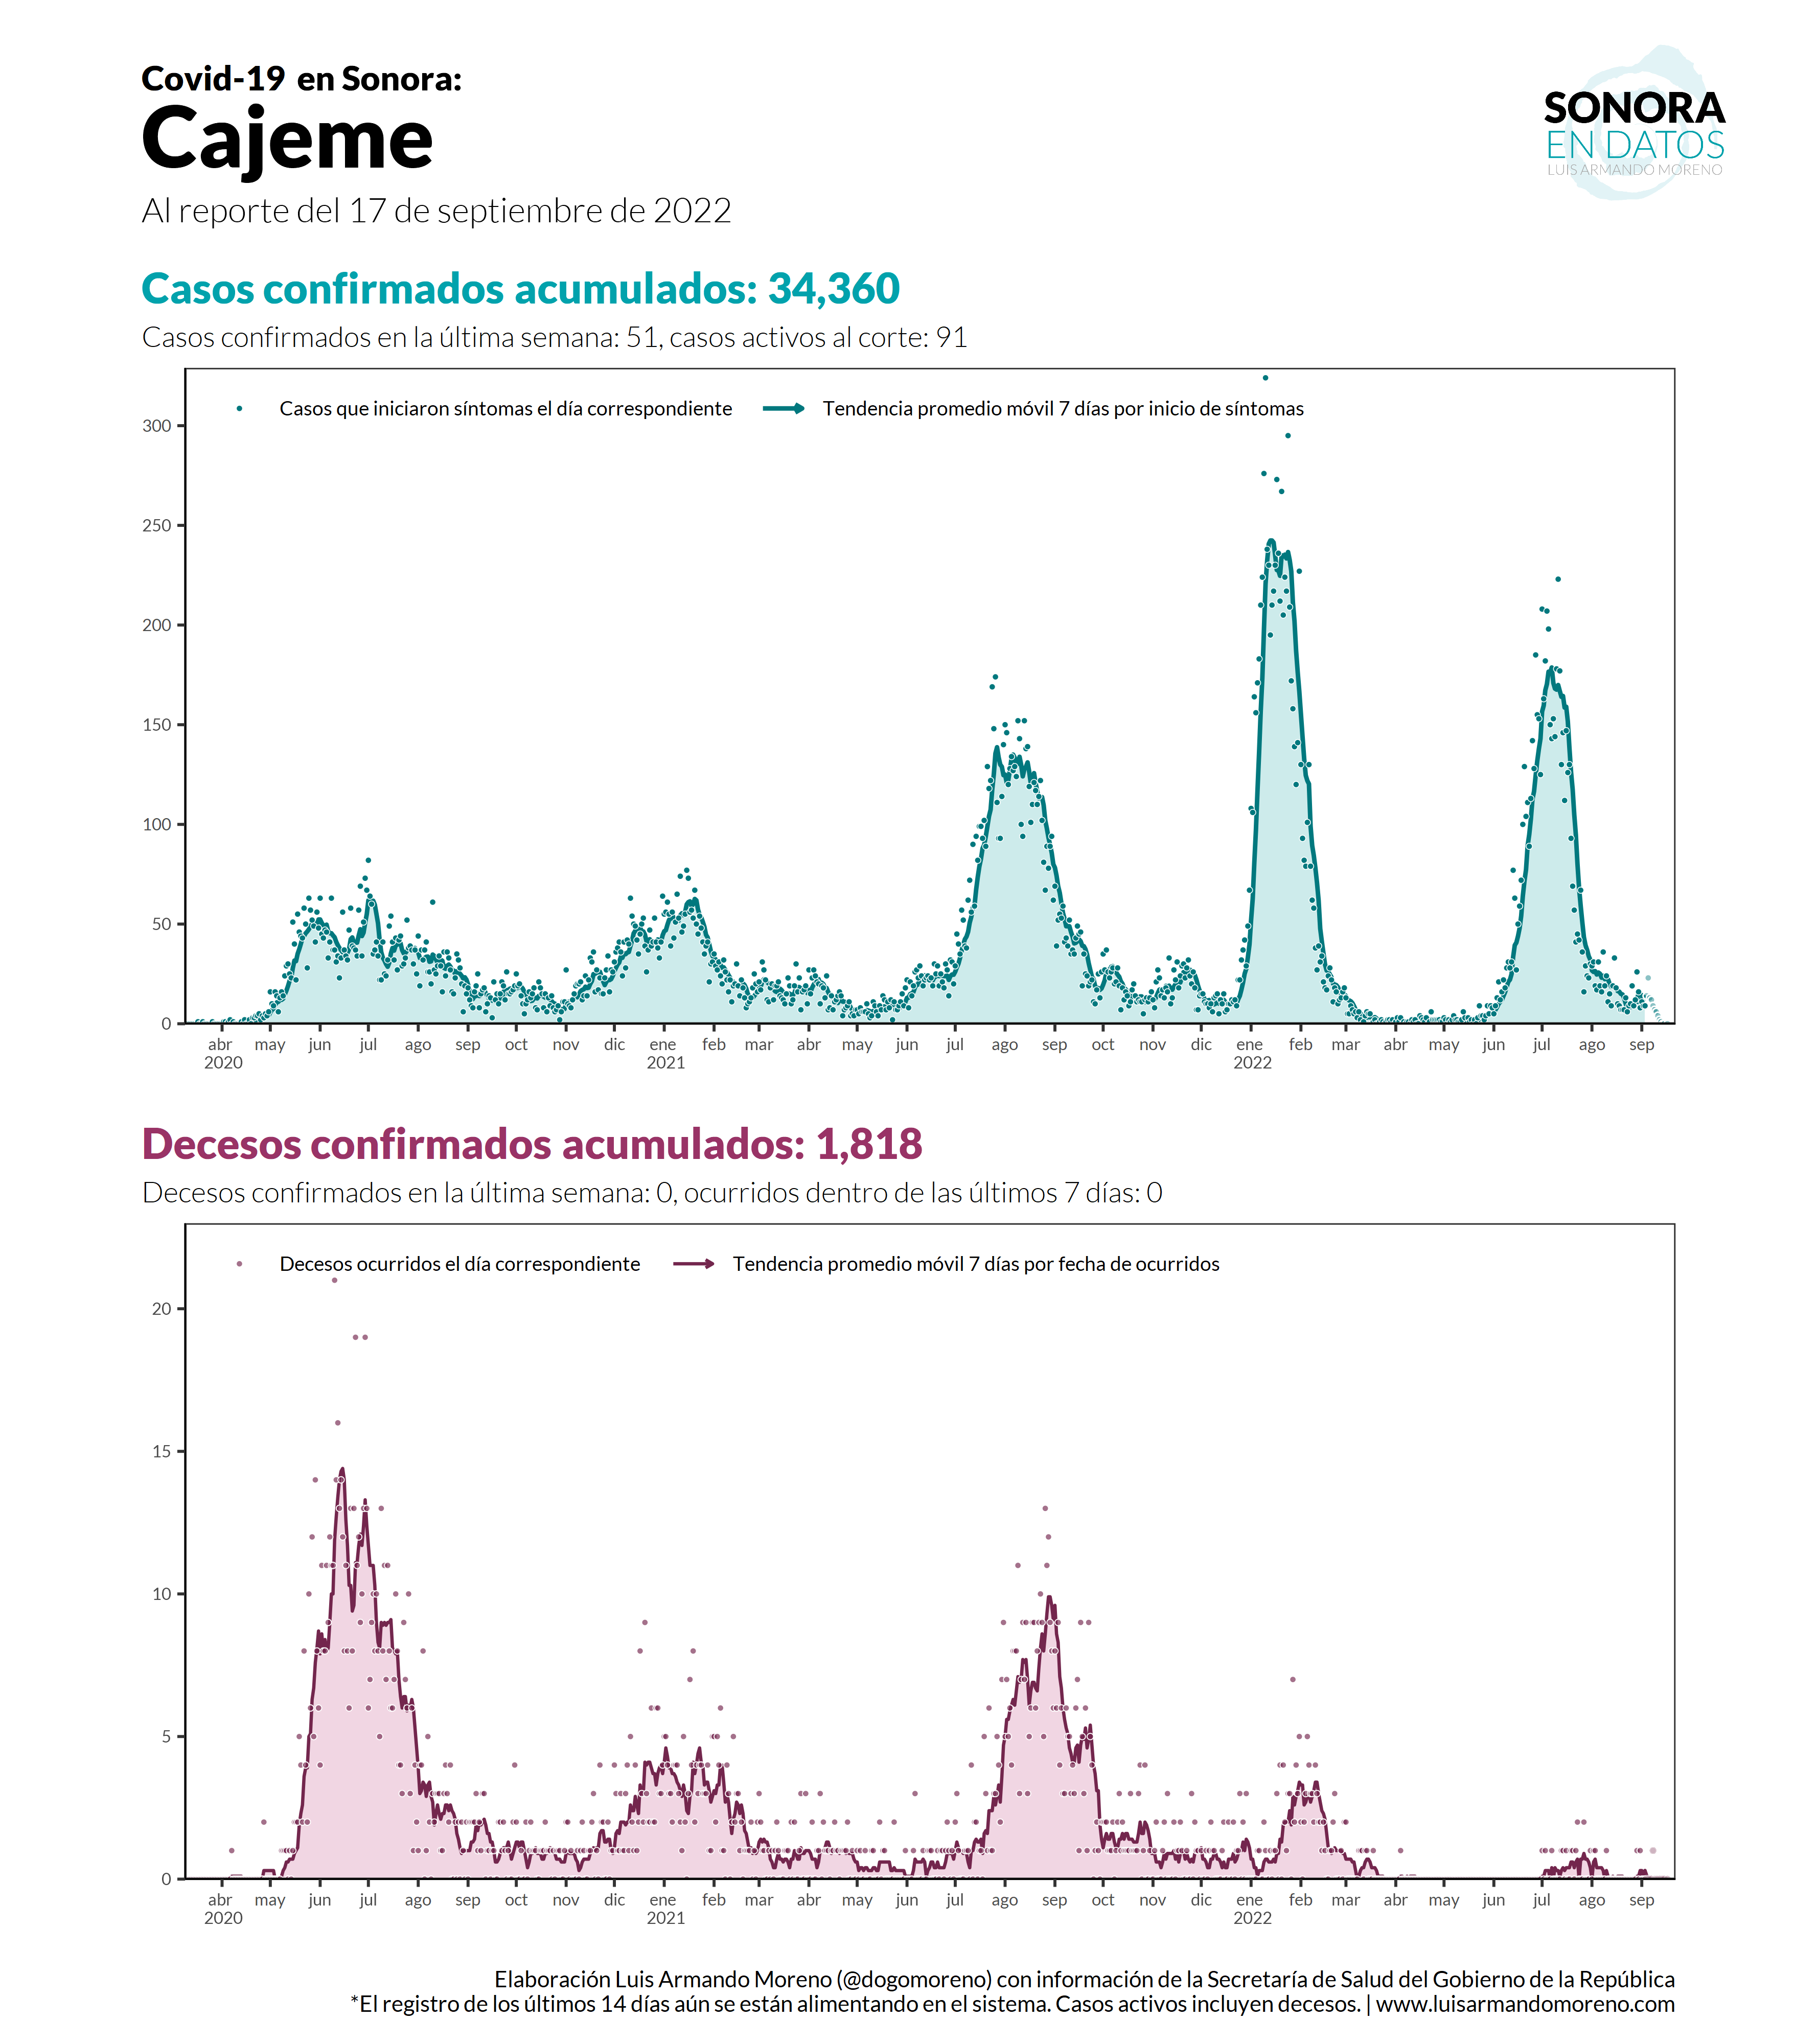 Covid-19 en Sonora:
Cajeme
Al reporte del 17 de septiembre de 2022
SONORA
EN DATOS
LUIS ARMANDO MORENO
Casos confirmados acumulados: 34,360
Casos confirmados en la última semana: 51, casos activos al corte: 91
Casos que iniciaron síntomas el día correspondiente Tendencia promedio móvil 7 días por inicio de síntomas
300
250
200
150
100
50
0
abr may jun jul ago sep oct nov dic ene feb mar abr may jun jul ago sep oct nov dic ene feb mar abr may jun jul ago sep
2020 2021 2022
Decesos confirmados acumulados: 1,818
Decesos confirmados en la última semana: 0, ocurridos dentro de las últimos 7 días: 0
Decesos ocurridos el día correspondiente Tendencia promedio móvil 7 días por fecha de ocurridos
20
15
10
5
0
abr may jun jul ago sep oct nov dic ene feb mar abr may jun jul ago sep oct nov dic ene feb mar abr may jun jul ago sep
2020 2021 2022
Elaboración Luis Armando Moreno (@dogomoreno) con información de la Secretaría de Salud del Gobierno de la República
*El registro de los últimos 14 días aún se están alimentando en el sistema. Casos activos incluyen decesos. | www.luisarmandomoreno.com